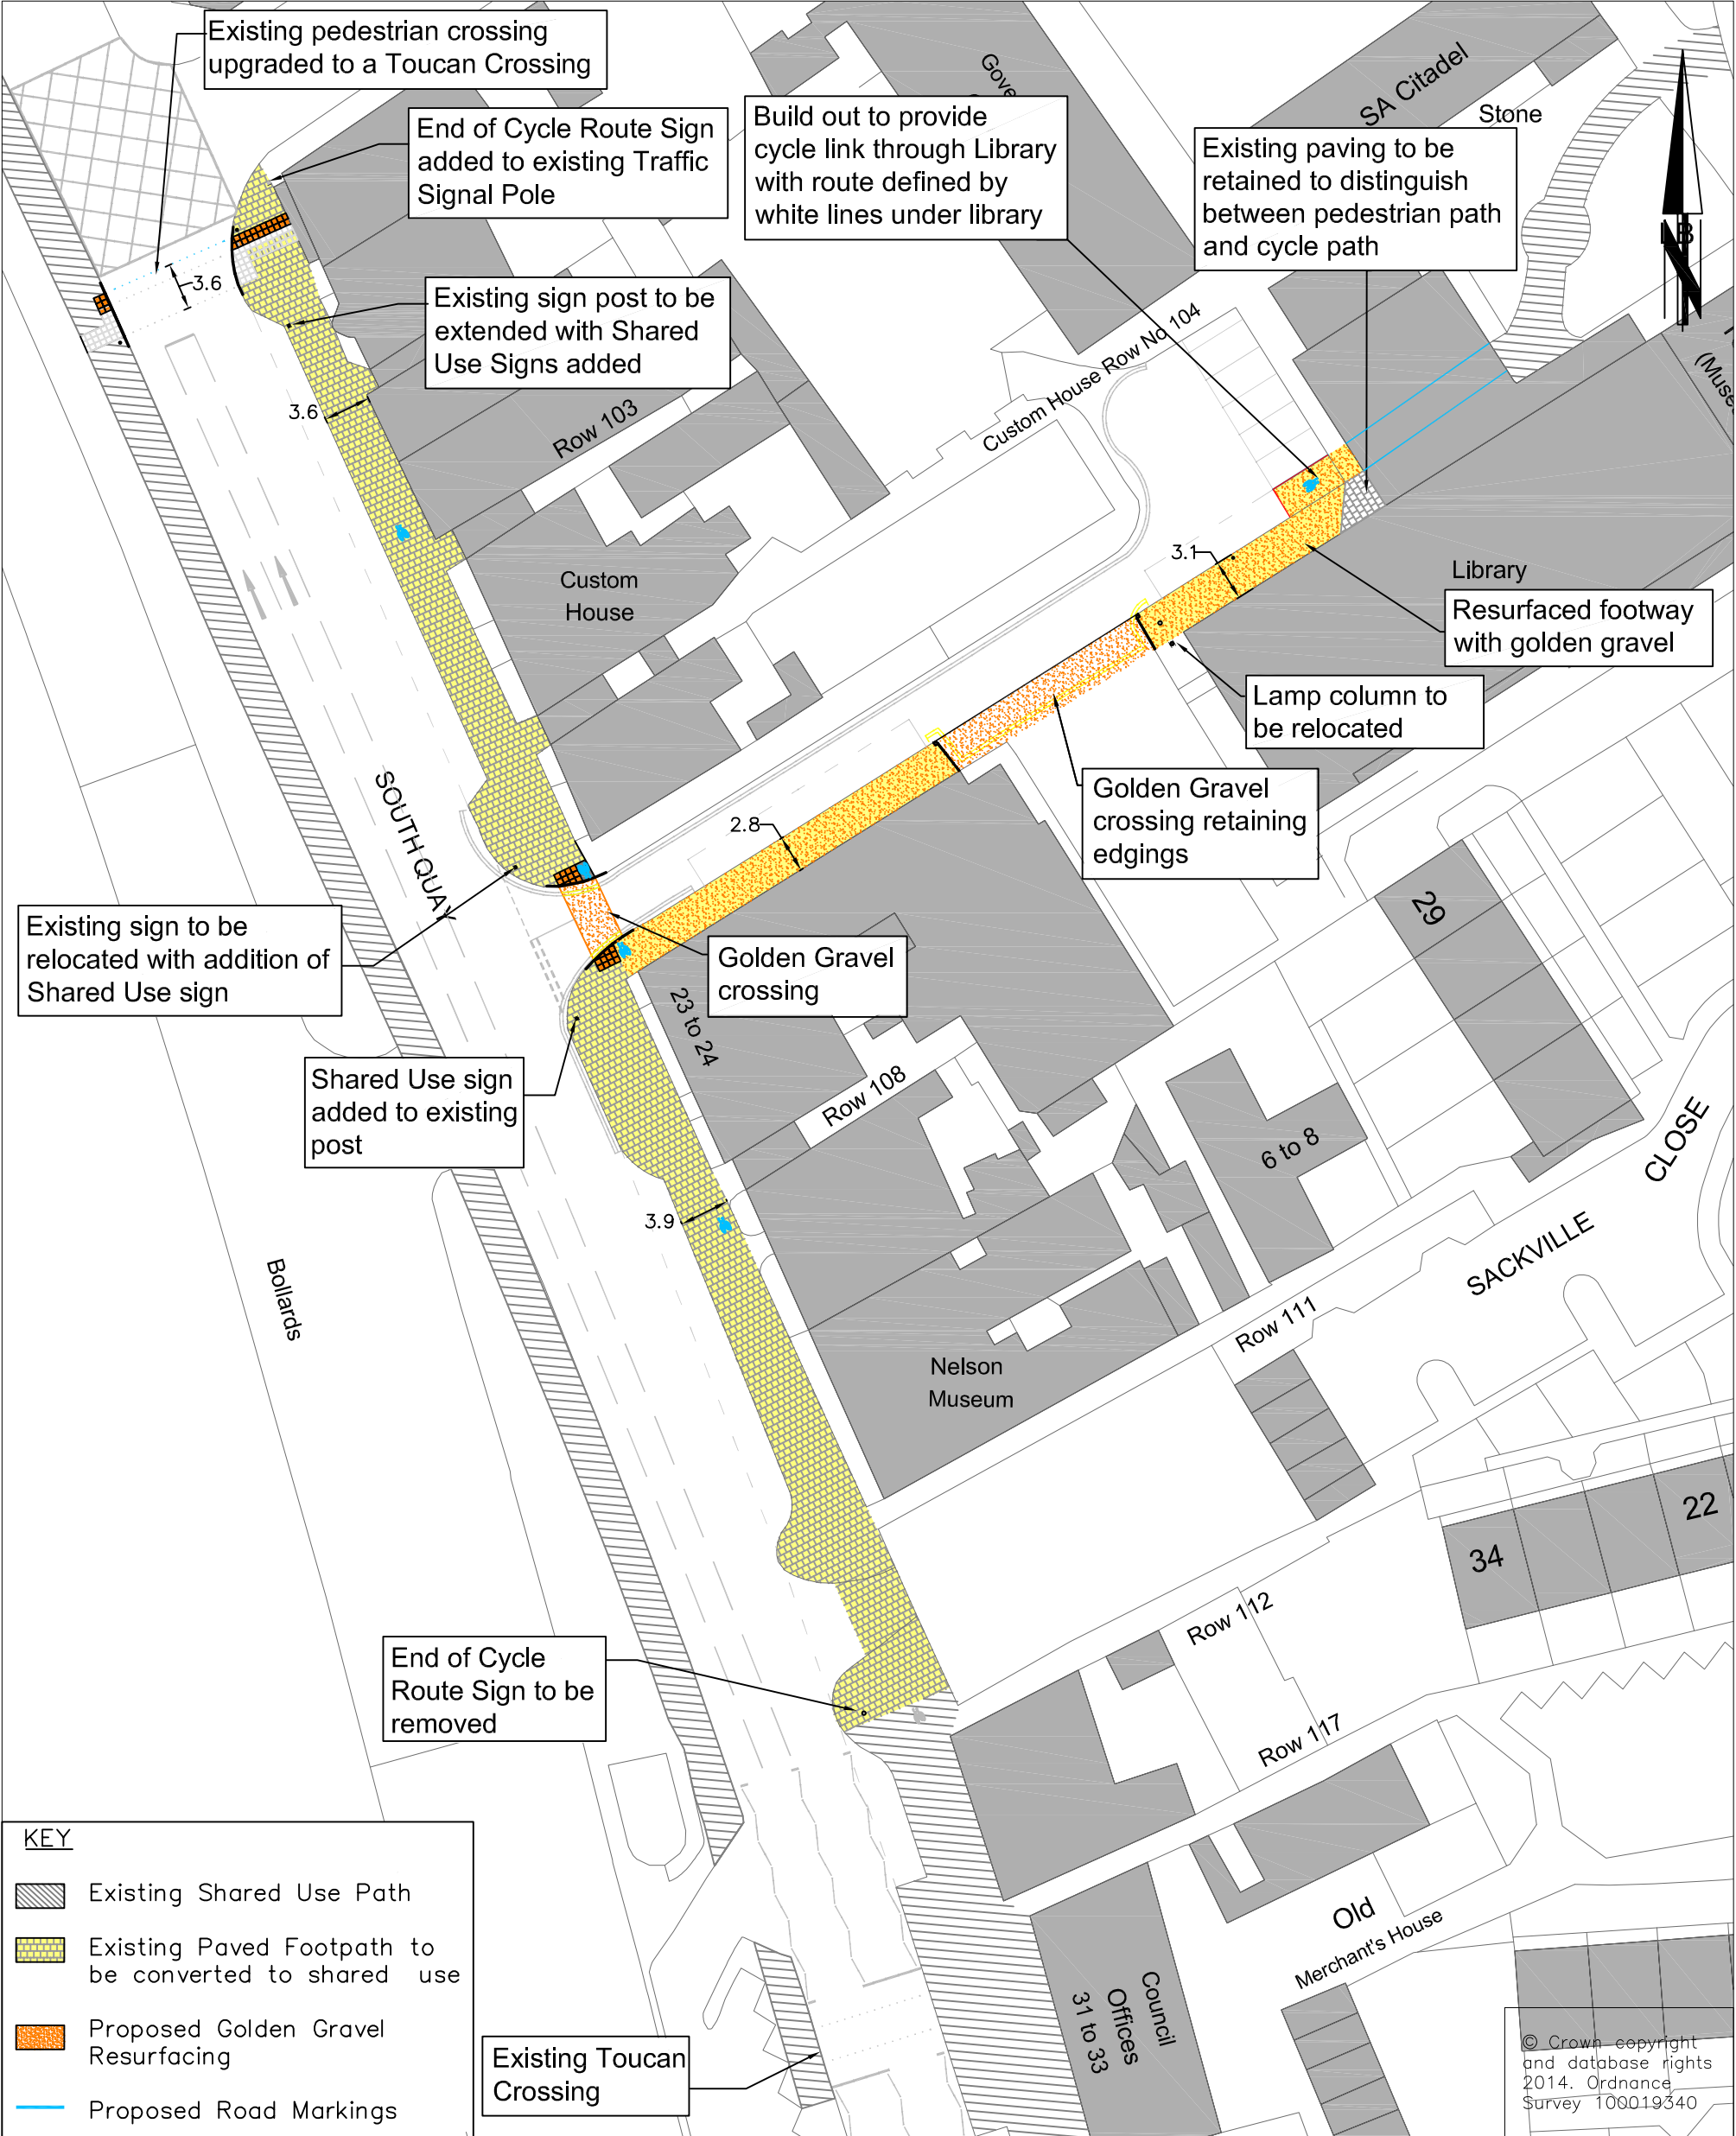 Existing pedestrian crossing
upgraded to a Toucan Crossing
End of Cycle Route Sign
added to existing Traffic
Signal Pole
Build out to provide
cycle link through Library
with route defined by
white lines under library
SA Citadel
Stone
Existing paving to be
retained to distinguish
between pedestrian path
and cycle path
3.6
Existing sign post to be
extended with Shared
Use Signs added
Custom House Row No 104
3.6
Row 103
3.1
Custom
House
Library
Resurfaced footway
with golden gravel
Lamp column to
be relocated
Golden Gravel
crossing retaining
edgings
SOUTH QUAY
2.8
29
Existing sign to be
relocated with addition of
Shared Use sign
Golden Gravel
crossing
23 to 24
Shared Use sign
added to existing
post
Row 108
6 to 8
CLOSE
3.9
SACKVILLE
Bollards
Row 111
Nelson
Museum
22
34
Row 112
End of Cycle
Route Sign to be
removed
Row 117
KEY
Existing Shared Use Path
Existing Paved Footpath to
be converted to shared use
Proposed Golden Gravel
Resurfacing
Proposed Road Markings
Old
Merchant's House
Council
Offices
31 to 33
Existing Toucan
Crossing
© Crown copyright
and database rights
2014. Ordnance
Survey 100019340